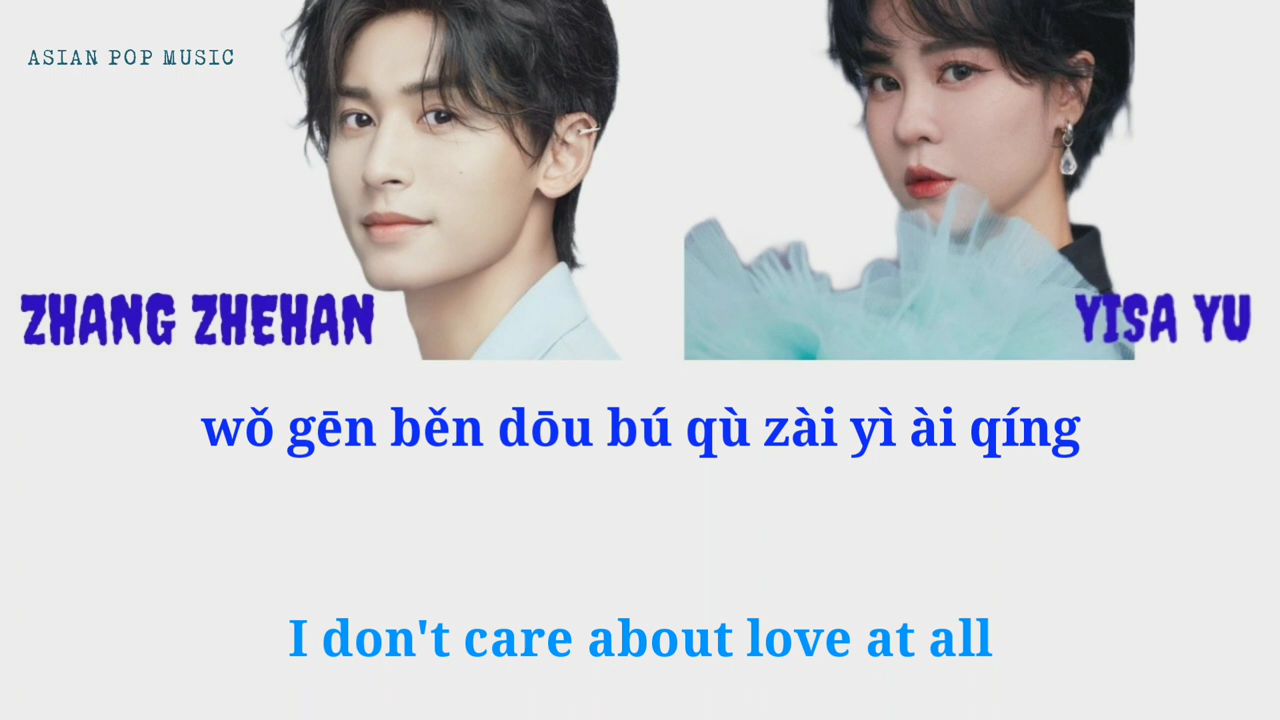 ASIAN POP MUSIC
ZHANG ZHEHAN
YISA YU
wǒ gēn běn dōu bú qù zài yì ài qíng
I don't care about love at all